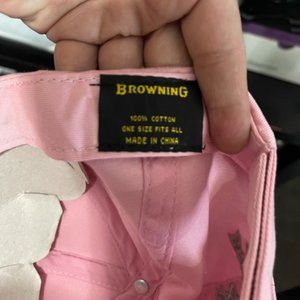 BROWNING
100% COTTON
ONE SIZE FITS ALL
MADE IN CHINA